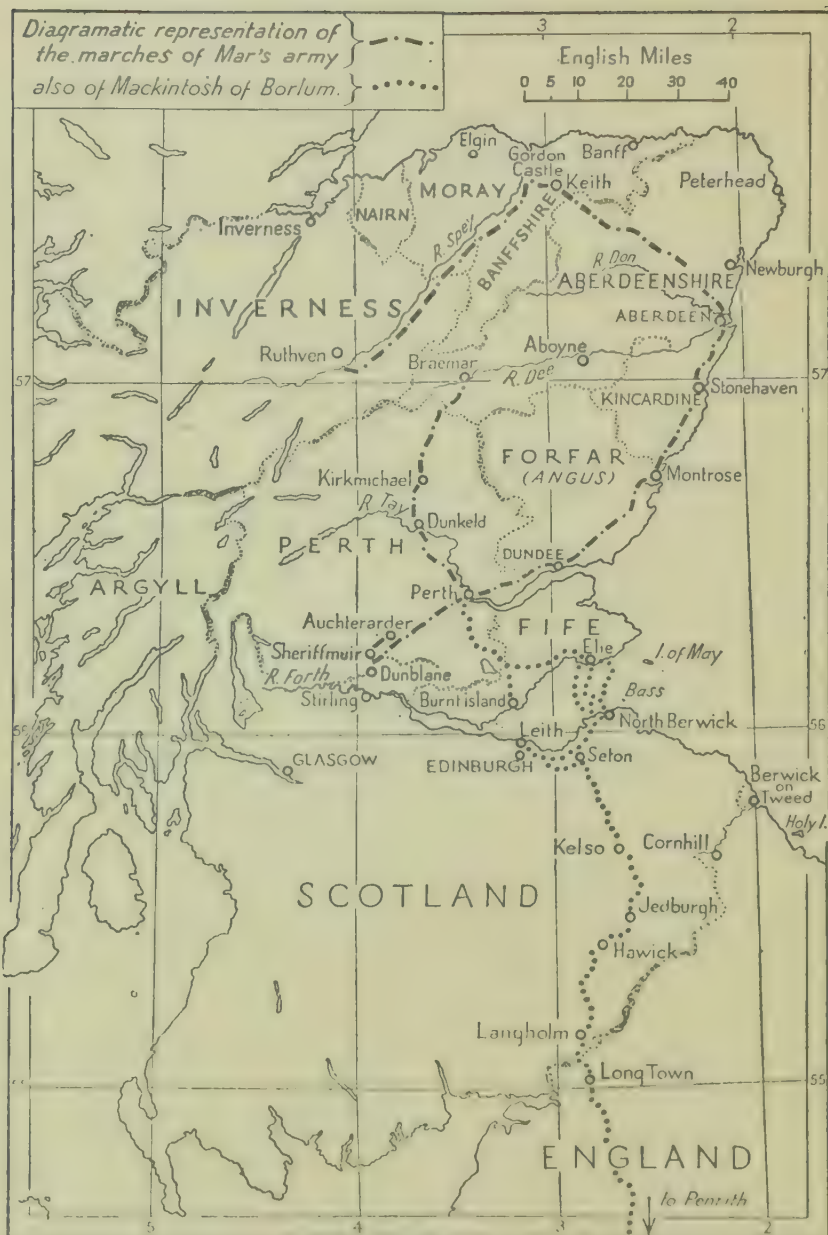 Diagramatic representation of
the marches of Mar's army
also of Mackintosh of Borlum.
3
2
English Miles
0 5 10 20 30 40
Elgin
Gordon
Castle
Banff
Keith
Peterhead
MORAY
NAIRN
Inverness
R. Spey
BANFFSHIRE
R. Don
Newburgh
ABERDEENSHIRE
INVERNESS
ABERDEEN
Ruthven
Aboyne
Braemar
R. Dee
57
57
KINCARDINE
Stonehaven
FORFAR
(ANGUS)
Kirkmichael
Montrose
R. Tay
Dunkeld
PERTH
DUNDEE
ARGYLL
Perth
Auchterarder
FIFE
Sheriffmuir
Elie
I. of May
R. Forth
Dunblane
Bass
Stirling
Burntisland
North Berwick
56
56
Leith
GLASGOW
EDINBURGH
Seton
Berwick
on
Tweed
Holy I.
Kelso
Cornhill
SCOTLAND
Jedburgh
Hawick
Langholm
Long Town
55
ENGLAND
to Penrith
5
4
3
2